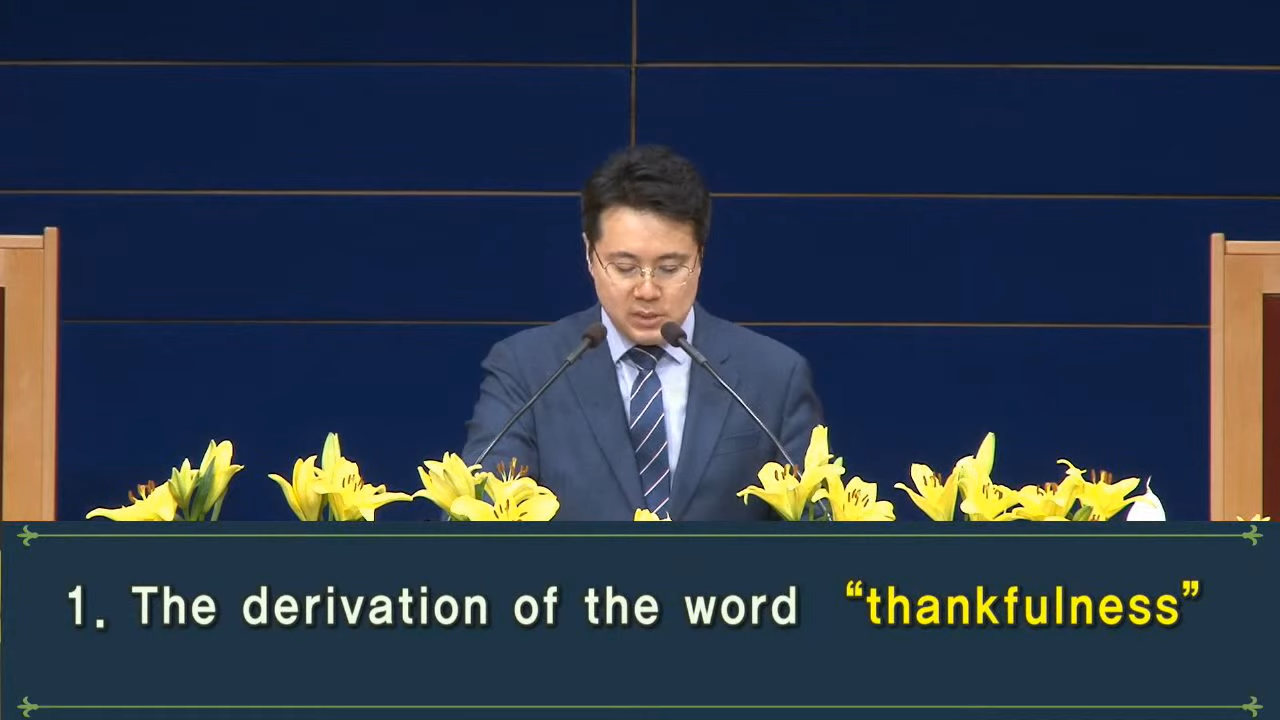 1. The derivation of the word “thankfulness”